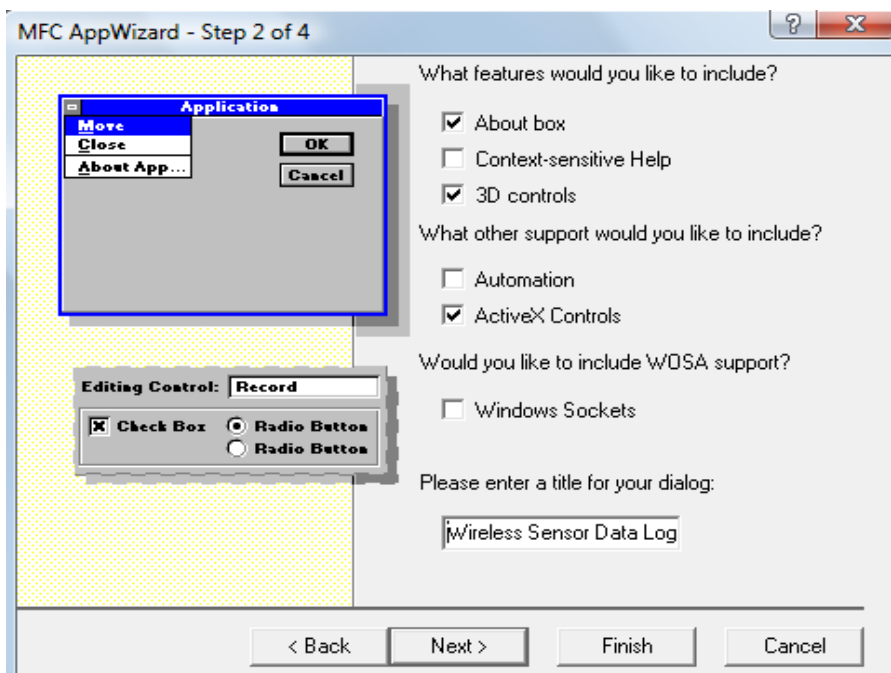 MFC AppWizard - Step 2 of 4
What features would you like to include?
Application
Move
Close
About App...
OK
Cancel
About box
Context-sensitive Help
3D controls
What other support would you like to include?
Automation
ActiveX Controls
Would you like to include WOSA support?
Editing Control: Record
Check Box Radio Button
Radio Button
Windows Sockets
Please enter a title for your dialog:
Wireless Sensor Data Log
< Back Next > Finish Cancel